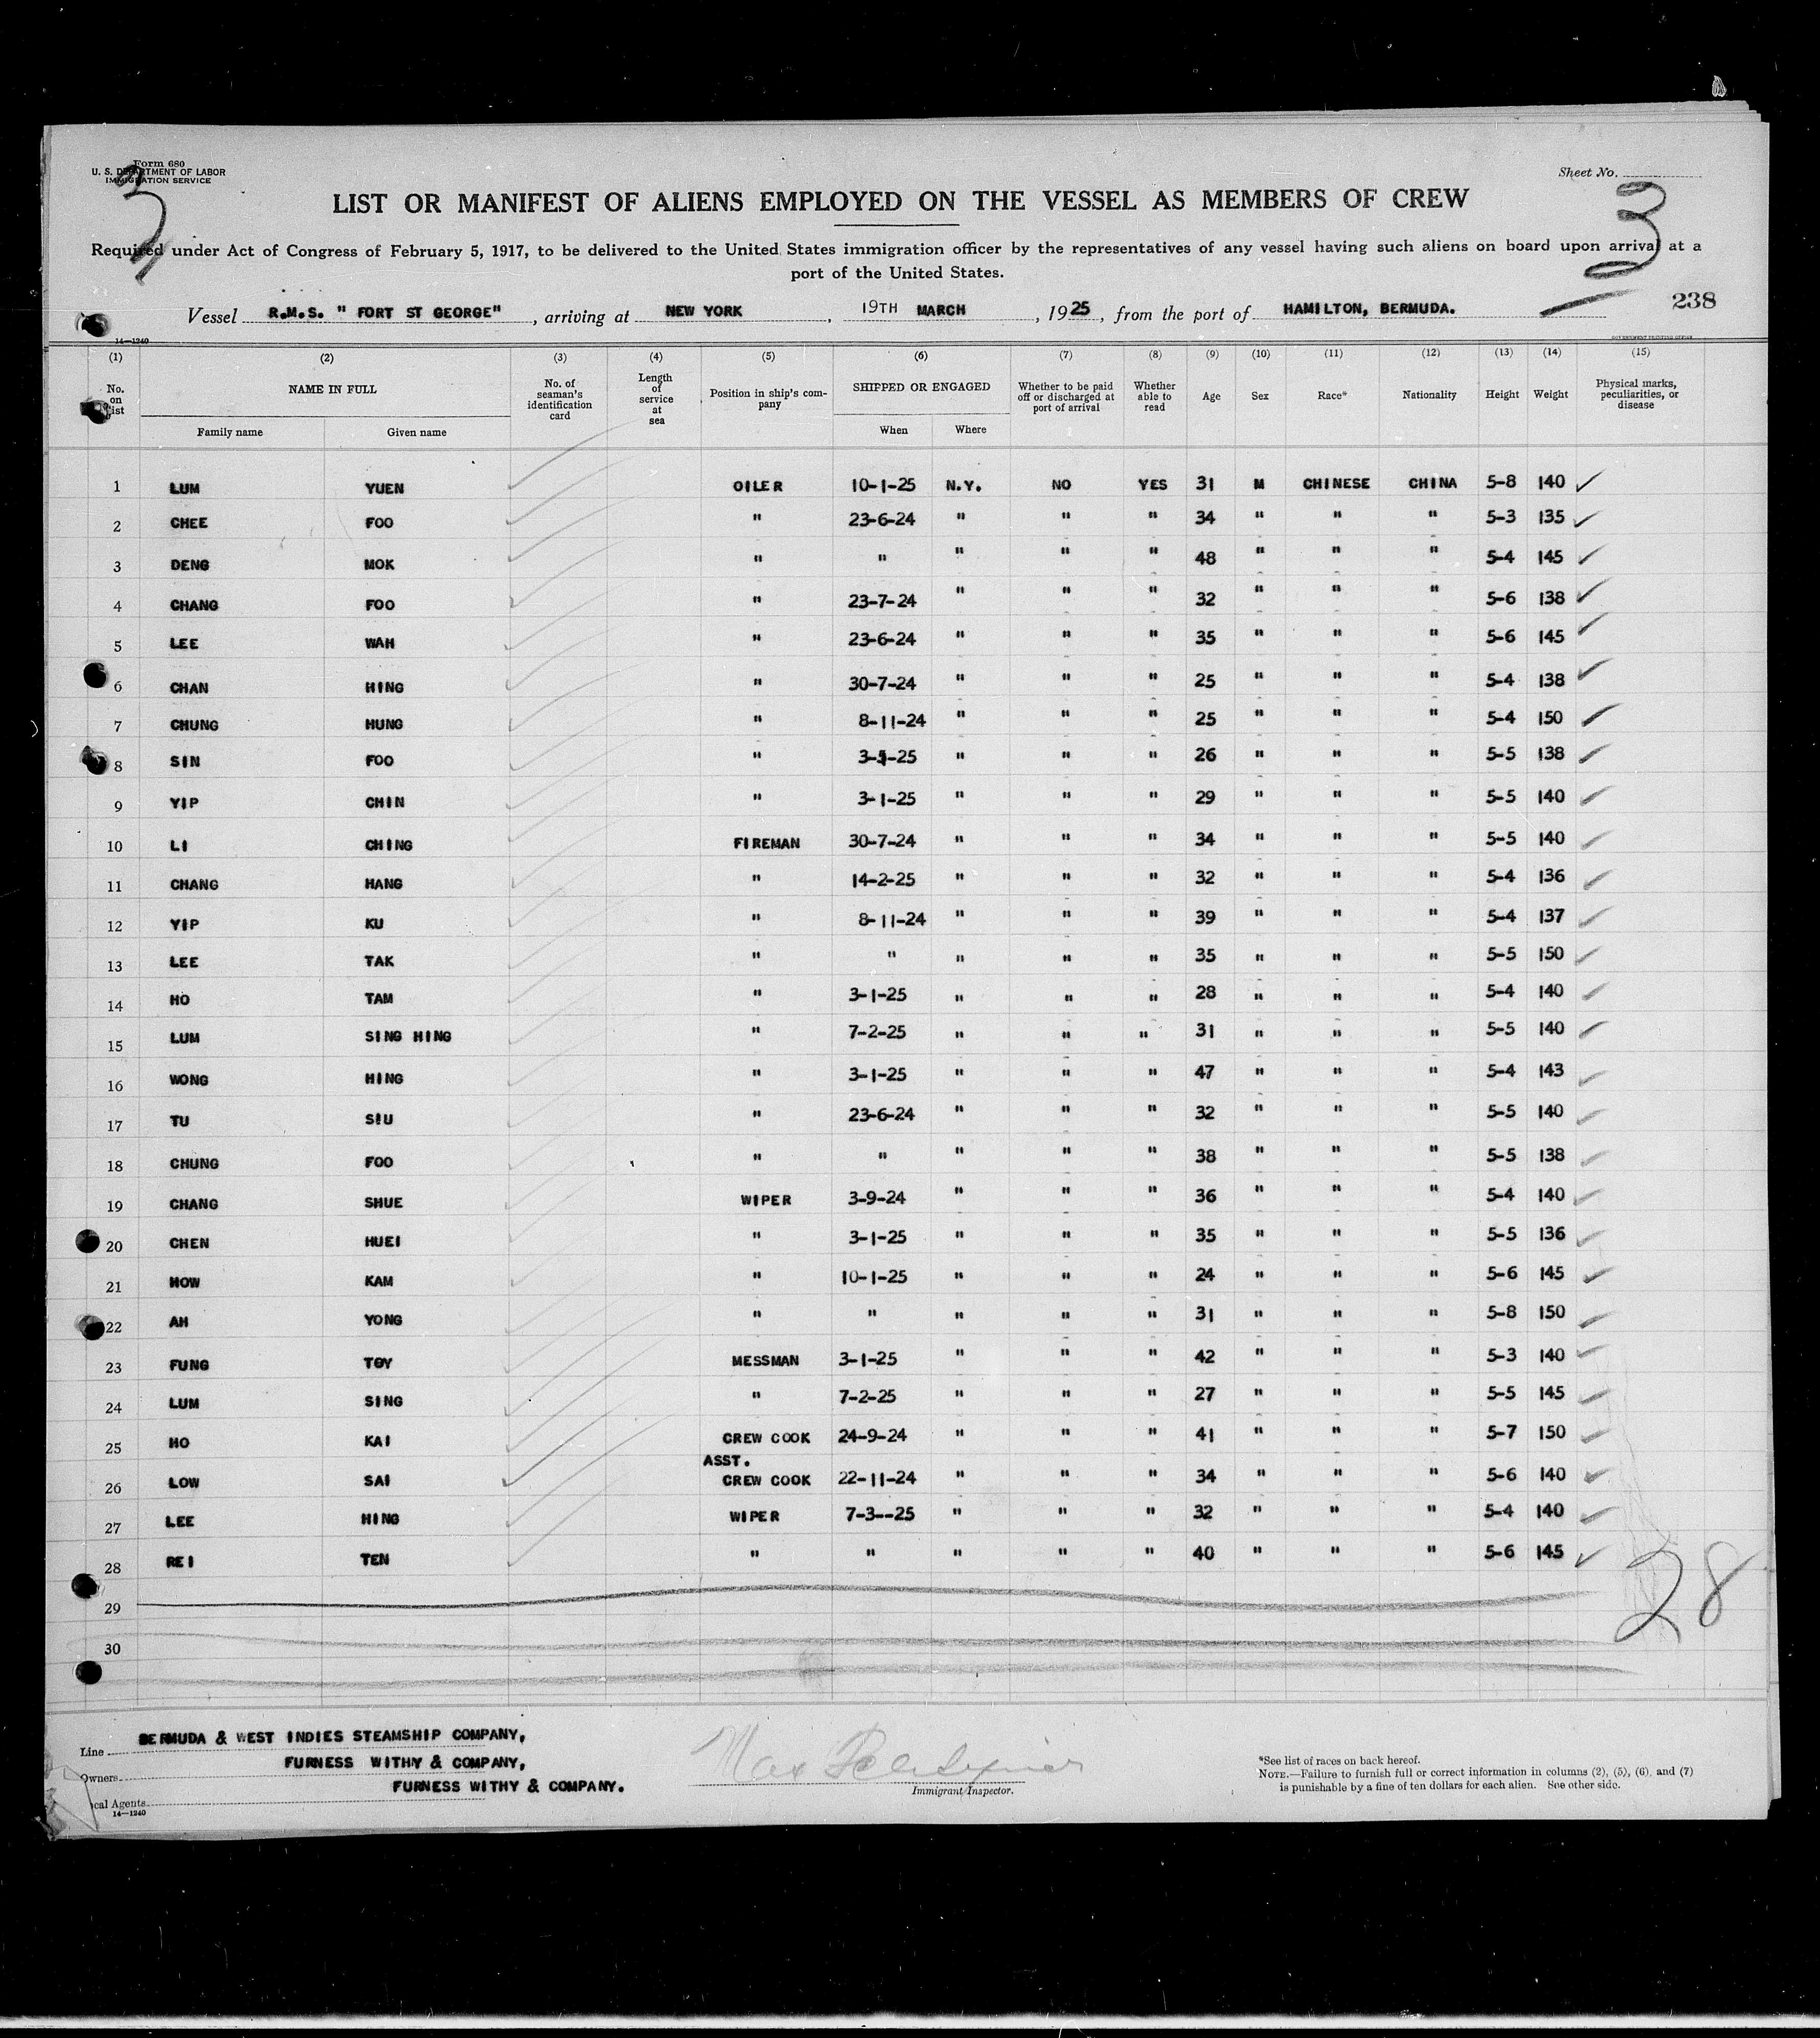 Form 680
U. S. DEPARTMENT OF LABOR
IMMIGRATION SERVICE
Sheet No.
3
3
LIST OR MANIFEST OF ALIENS EMPLOYED ON THE VESSEL AS MEMBERS OF CREW
Required under Act of Congress of February 5, 1917, to be delivered to the United States immigration officer by the representatives of any vessel having such aliens on board upon arrival at a
port of the United States.
238
Vessel R.M.S. " FORT ST GEORGE" , arriving at NEW YORK , 19TH MARCH , 1925 , from the port of HAMILTON, BERMUDA.
14—1240
GOVERNMENT PRINTING OFFICE
(1) (2) (3) (4) (5) (6) (7) (8) (9) (10) (11) (12) (13) (14) (15)
No. on list NAME IN FULL No. of seaman's identification card Length of service at sea Position in ship's company SHIPPED OR ENGAGED Whether to be paid off or discharged at port of arrival Whether able to read Age Sex Race* Nationality Height Weight Physical marks, peculiarities, or disease
Family name Given name When Where
1 LUM YUEN OILER 10-1-25 N.Y. NO YES 31 M CHINESE CHINA 5-8 140 ✓
2 CHEE FOO " 23-6-24 " " " 34 " " " 5-3 135 ✓
3 DENG MOK " " " " " 48 " " " 5-4 145 ✓
4 CHANG FOO " 23-7-24 " " " 32 " " " 5-6 138 ✓
5 LEE WAH " 23-6-24 " " " 35 " " " 5-6 145 ✓
6 CHAN HING " 30-7-24 " " " 25 " " " 5-4 138 ✓
7 CHUNG HUNG " 8-11-24 " " " 25 " " " 5-4 150 ✓
8 SIN FOO " 3-1-25 " " " 26 " " " 5-5 138 ✓
9 YIP CHIN " 3-1-25 " " " 29 " " " 5-5 140 ✓
10 LI CHING FIREMAN 30-7-24 " " " 34 " " " 5-5 140 ✓
11 CHANG HANG " 14-2-25 " " " 32 " " " 5-4 136 ✓
12 YIP KU " 8-11-24 " " " 39 " " " 5-4 137 ✓
13 LEE TAK " " " " " 35 " " " 5-5 150 ✓
14 HO TAM " 3-1-25 " " " 28 " " " 5-4 140 ✓
15 LUM SING HING " 7-2-25 " " " 31 " " " 5-5 140 ✓
16 WONG HING " 3-1-25 " " " 47 " " " 5-4 143 ✓
17 TU SIU " 23-6-24 " " " 32 " " " 5-5 140 ✓
18 CHUNG FOO " " " " " 38 " " " 5-5 138 ✓
19 CHANG SHUE WIPER 3-9-24 " " " 36 " " " 5-4 140 ✓
20 CHEN HUEI " 3-1-25 " " " 35 " " " 5-5 136 ✓
21 HOW KAM " 10-1-25 " " " 24 " " " 5-6 145 ✓
22 AH YONG " " " " " 31 " " " 5-8 150 ✓
23 FUNG TOY MESSMAN 3-1-25 " " " 42 " " " 5-3 140 ✓
24 LUM SING " 7-2-25 " " " 27 " " " 5-5 145 ✓
25 HO KAI CREW COOK 24-9-24 " " " 41 " " " 5-7 150 ✓
26 LOW SAI ASST. CREW COOK 22-11-24 " " " 34 " " " 5-6 140 ✓
27 LEE HING WIPER 7-3--25 " " " 32 " " " 5-4 140 ✓
28 REI TEN " " " " " 40 " " " 5-6 145 ✓
29
30
28
Line BERMUDA & WEST INDIES STEAMSHIP COMPANY,
Owners FURNESS WITHY & COMPANY,
ocal Agents FURNESS WITHY & COMPANY.
14—1240
Max
Immigrant Inspector.
*See list of races on back hereof.
NOTE.—Failure to furnish full or correct information in columns (2), (5), (6), and (7)
is punishable by a fine of ten dollars for each alien. See other side.